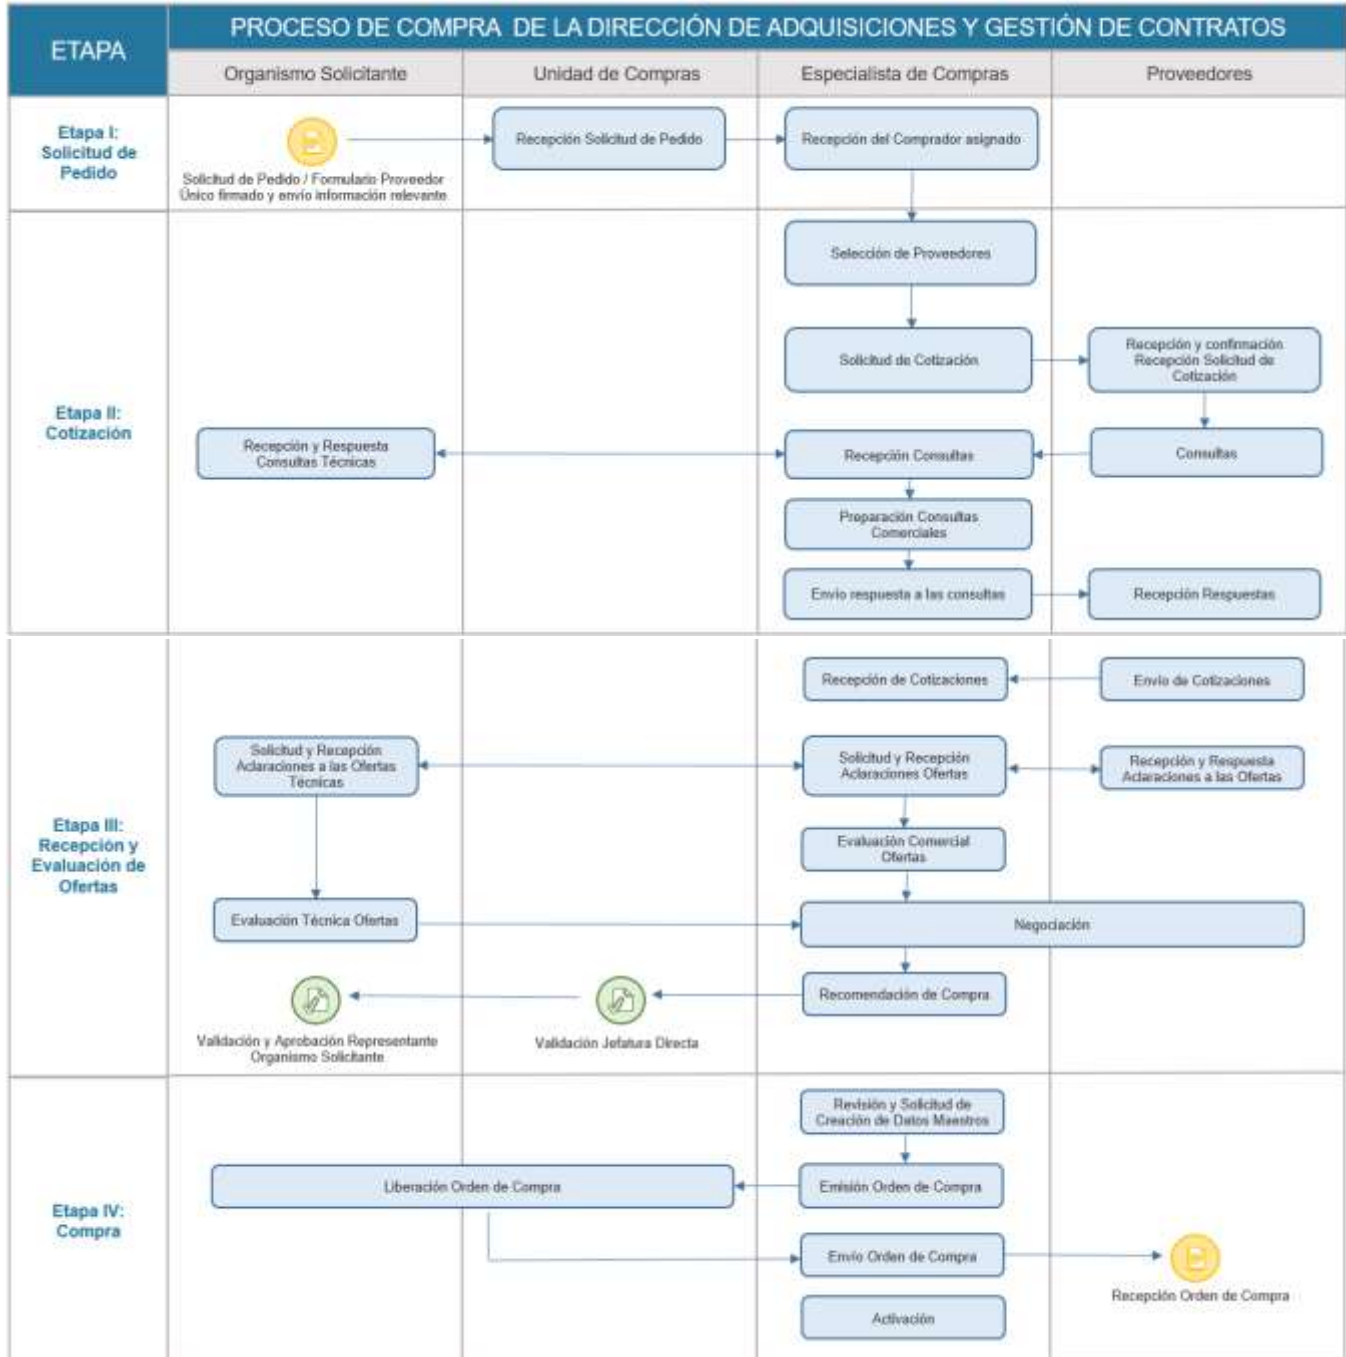 ETAPA
PROCESO DE COMPRA DE LA DIRECCIÓN DE ADQUISICIONES Y GESTIÓN DE CONTRATOS
Organismo Solicitante
Unidad de Compras
Especialista de Compras
Proveedores
Etapa I:
Solicitud de
Pedido
Solicitud de Pedido / Formulario Proveedor
Único firmado y envío información relevante
Recepción Solicitud de Pedido
Recepción del Comprador asignado
Etapa II:
Cotización
Selección de Proveedores
Solicitud de Cotización
Recepción y confirmación
Recepción Solicitud de
Cotización
Recepción y Respuesta
Consultas Técnicas
Recepción Consultas
Consultas
Preparación Consultas
Comerciales
Envío respuesta a las consultas
Recepción Respuestas
Etapa III:
Recepción y
Evaluación de
Ofertas
Recepción de Cotizaciones
Envío de Cotizaciones
Solicitud y Recepción
Aclaraciones a las Ofertas
Técnicas
Solicitud y Recepción
Aclaraciones Ofertas
Recepción y Respuesta
Aclaraciones a las Ofertas
Evaluación Comercial
Ofertas
Evaluación Técnica Ofertas
Negociación
Recomendación de Compra
Validación y Aprobación Representante
Organismo Solicitante
Validación Jefatura Directa
Etapa IV:
Compra
Revisión y Solicitud de
Creación de Datos Maestros
Liberación Orden de Compra
Emisión Orden de Compra
Envío Orden de Compra
Recepción Orden de Compra
Activación